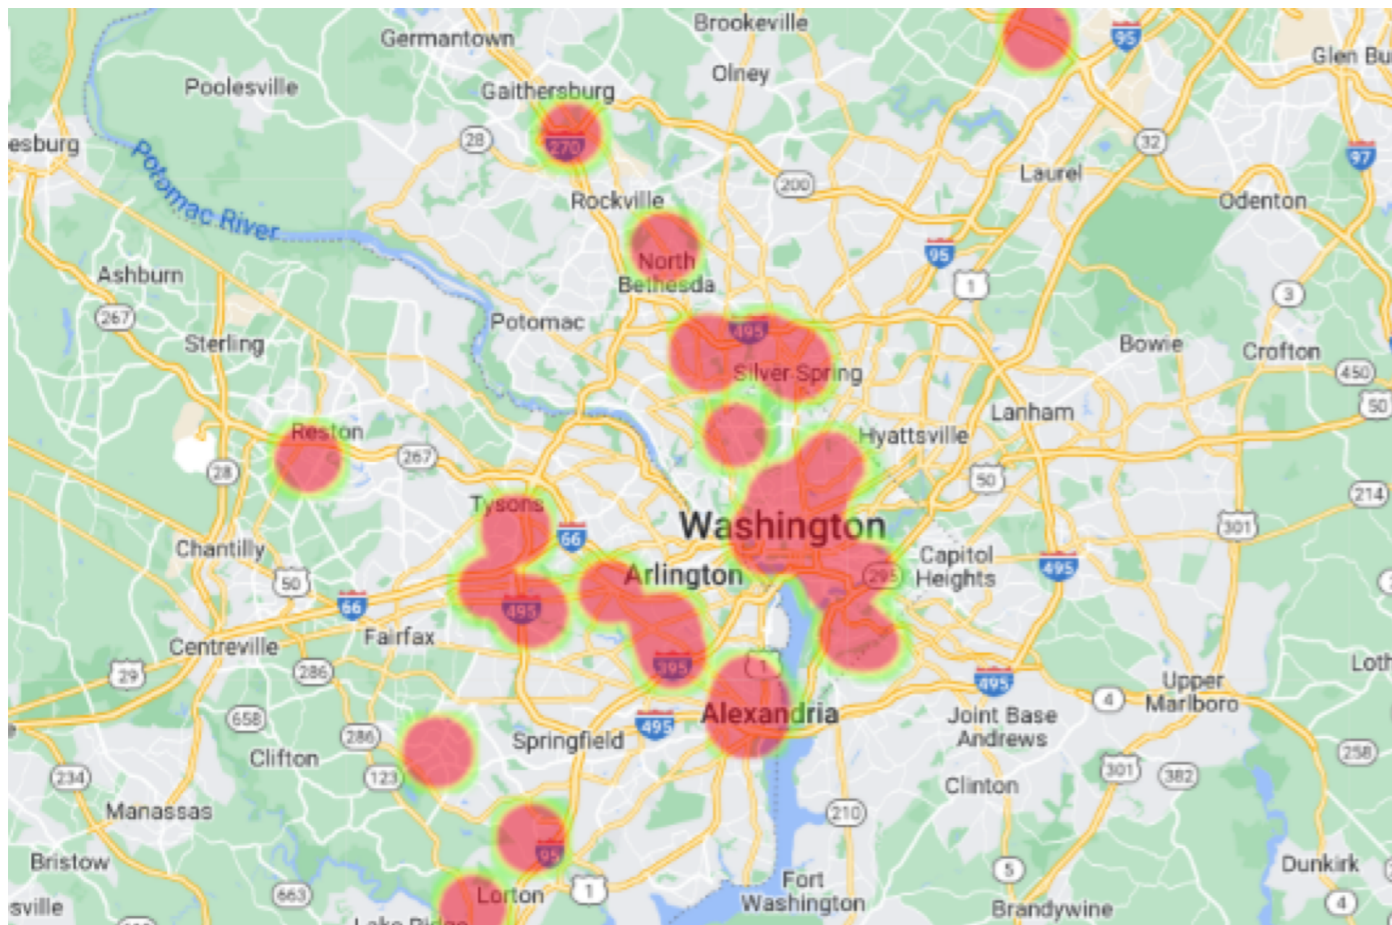 Brookeville
Germantown
95
Glen Bu
Olney
Poolesville
Gaithersburg
270
28
32
esburg
97
Potomac River
Laurel
200
Rockville
Odenton
95
North
Bethesda
Ashburn
1
3
267
Potomac
495
Sterling
Bowie
Crofton
Silver Spring
450
50
Lanham
Reston
Hyattsville
267
28
50
214
Tysons
Washington
301
66
Chantilly
Capitol
Heights
Arlington
295
495
50
66
495
Fairfax
Centreville
29
286
395
1
Loth
495
Upper
Marlboro
4
658
Alexandria
495
Joint Base
Andrews
286
Springfield
Clifton
258
234
123
301
382
Clinton
Manassas
210
95
Bristow
5
Dunkirk
663
Lorton
1
Fort
Washington
4
sville
Brandywine
Lake Ridge